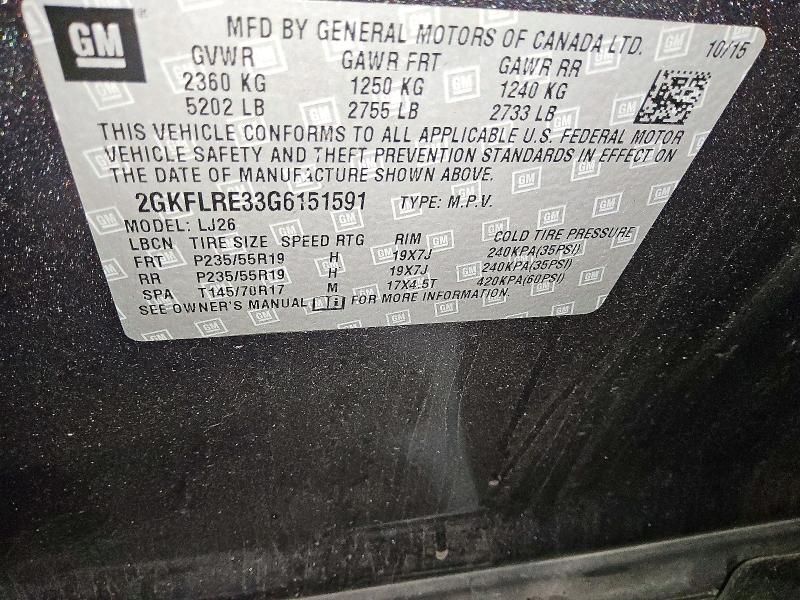 GM
MFD BY GENERAL MOTORS OF CANADA LTD. 10/15
GVWR GAWR FRT GAWR RR
2360 KG 1250 KG 1240 KG
5202 LB 2755 LB 2733 LB
THIS VEHICLE CONFORMS TO ALL APPLICABLE U.S. FEDERAL MOTOR
VEHICLE SAFETY AND THEFT PREVENTION STANDARDS IN EFFECT ON
THE DATE OF MANUFACTURE SHOWN ABOVE.
2GKFLRE33G6151591 TYPE: M.P.V.
MODEL: LJ26
LBCN TIRE SIZE SPEED RTG RIM COLD TIRE PRESSURE
FRT P235/55R19 H 19X7J 240KPA(35PSI)
RR P235/55R19 H 19X7J 240KPA(35PSI)
SPA T145/70R17 M 17X4.5T 420KPA(60PSI)
SEE OWNER'S MANUAL i FOR MORE INFORMATION.